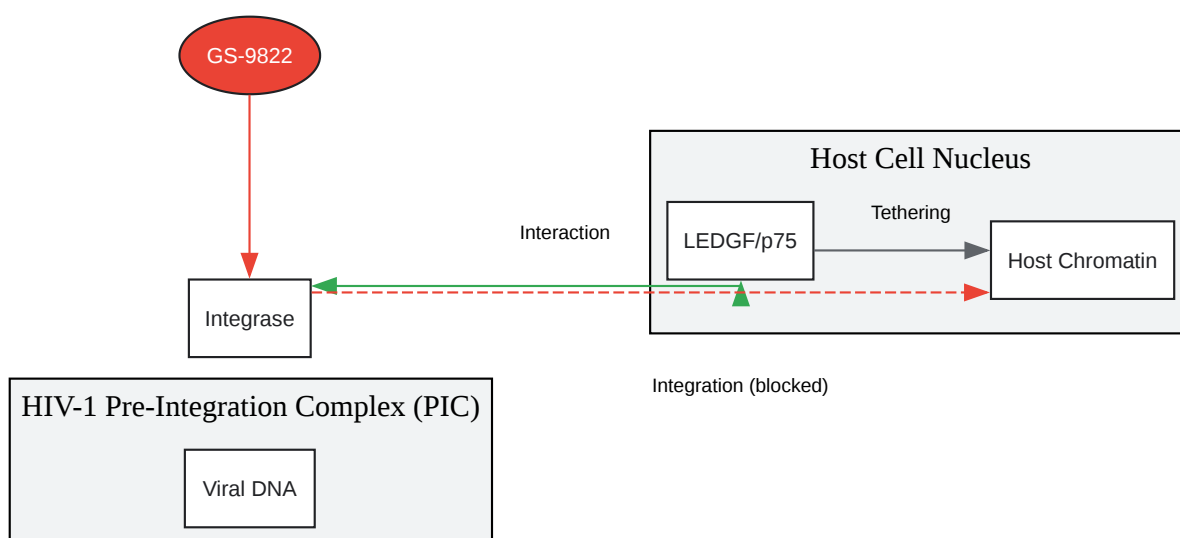 GS-9822
Host Cell Nucleus
Tethering
LEDGF/p75
Interaction
Host Chromatin
Integrase
Integration (blocked)
HIV-1 Pre-Integration Complex (PIC)
Viral DNA